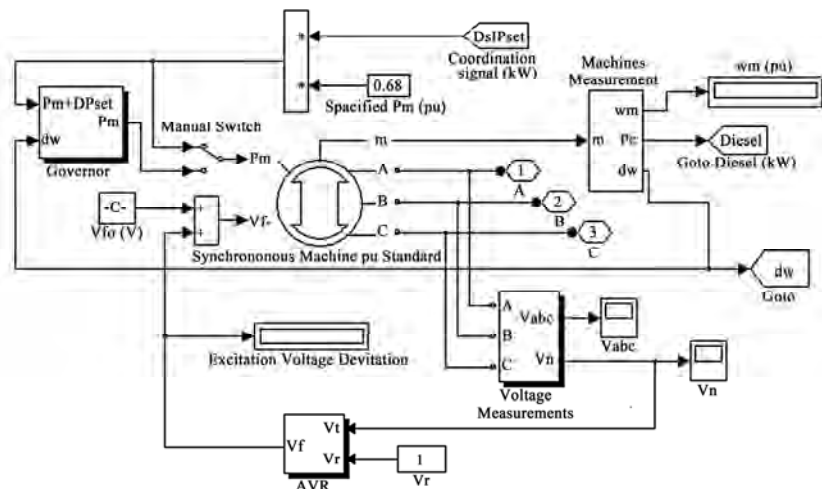 DsIPset
Coordination
signal (kW)
0.68
Spacified Pm (pu)
Machines
Measurement
wm (pu)
wm
m
Pe
dw
Diesel
Goto Diesel (kW)
Pm+DPset
Pm
dw
Governor
Manual Switch
Pm
m
A
B
C
1
A
2
B
3
C
-C-
Vfo (V)
+
+
Vf-
Synchrononous Machine pu Standard
dw
Goto
Excitation Voltage Devitation
A
B
C
Vabc
Vn
Voltage
Measurements
Vabc
Vn
Vf
Vt
Vr
AVR
1
Vr